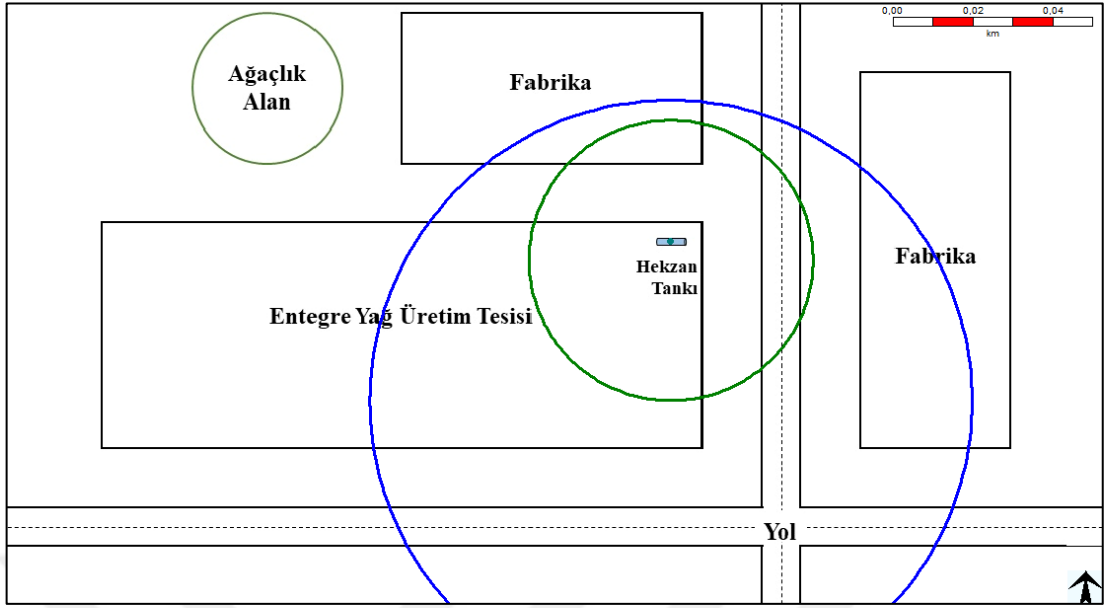 0,00 0,02 0,04
km
Ağaçlık
Alan
Fabrika
Fabrika
Hekzan
Tankı
Entegre Yağ Üretim Tesisi
Yol